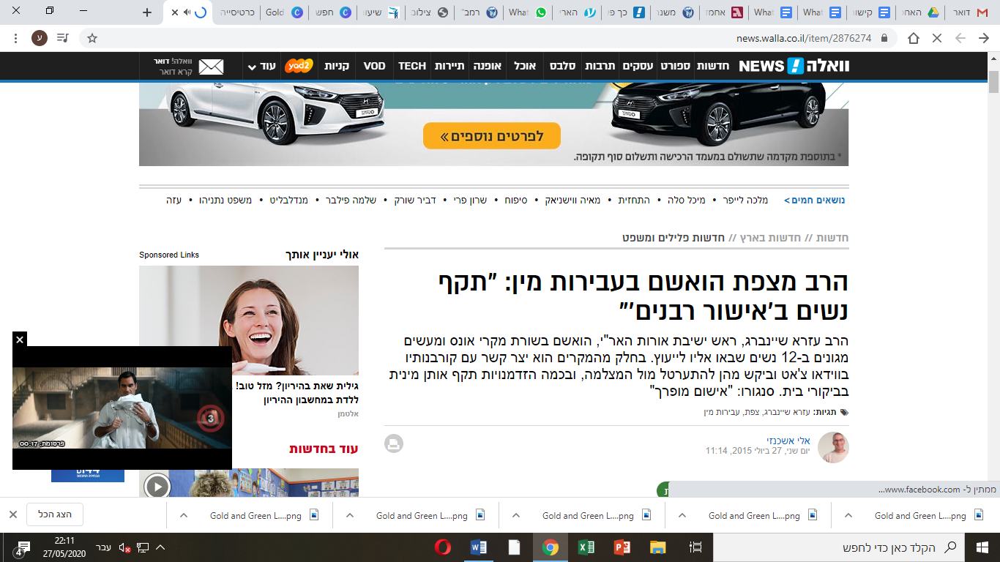 דואר
האחכ
קישור
What
What
אחמז
כך פי
משנו
הארי
What
רמב"
צילונ
שיעו
חפש
Gold
כרטיסייה
news.walla.co.il/item/2876274
ע
וואלה! NEWS
חדשות ספורט עסקים תרבות סלבס אוכל אופנה תיירות TECH VOD קניות yad2 עוד
וואלה! דואר
קרא דואר
לפרטים נוספים »
* בתוספת מקדמה שתשולם במעמד הרכישה ותשלום סוף תקופה.
נושאים חמים > מלכה לייפר • מיכל סלה • התחזית • מאיה ווישניאק • סיפוח • שרון פרי • דביר שורק • שלמה פילבר • מנדלבליט • משפט נתניהו • עזה
חדשות // חדשות בארץ // חדשות פלילים ומשפט
הרב מצפת הואשם בעבירות מין: "תקף
נשים ב'אישור רבנים'"
הרב עזרא שיינברג, ראש ישיבת אורות האר"י, הואשם בשורת מקרי אונס ומעשים
מגונים ב-12 נשים שבאו אליו לייעוץ. בחלק מהמקרים הוא יצר קשר עם קורבנותיו
בווידאו צ'אט וביקש מהן להתערטל מול המצלמה, ובכמה הזדמנויות תקף אותן מינית
בביקורי בית. סנגורו: "אישום מופרך"
תגיות: עזרא שיינברג, צפת, עבירות מין
אלי אשכנזי
יום שני, 27 ביולי 2015, 11:14
אולי יעניין אותך
Sponsored Links
גילית שאת בהיריון? מזל טוב!
ללדת במחשבון ההיריון
אלטמן
עוד בחדשות
3
פרסומת: 00:17
ממתין ל- www.facebook.com...
Gold and Green L....png
Gold and Green L....png
Gold and Green L....png
Gold and Green L....png
Gold and Green L....png
הצג הכל
הקלד כאן כדי לחפש
עבר
22:11
27/05/2020
4